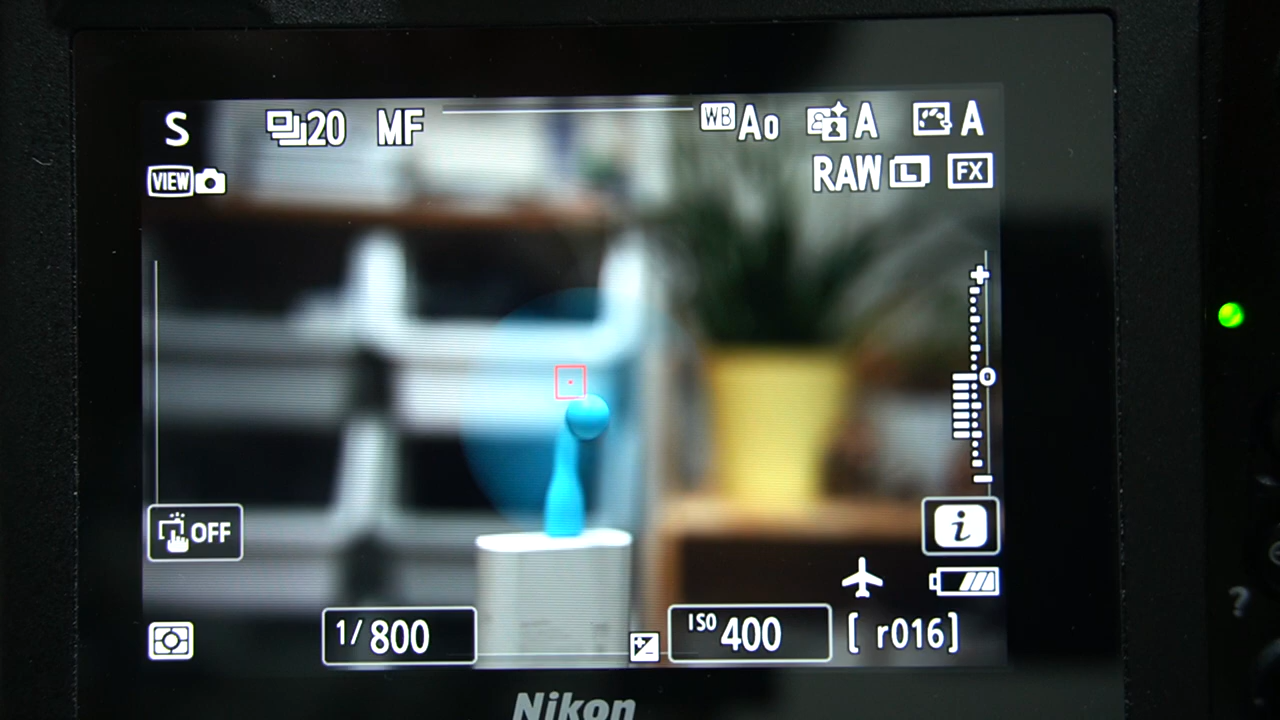 S 20 MF WB A0 A A
VIEW RAW L FX
OFF i
1/800 ISO 400 [ r016]
Nikon
?